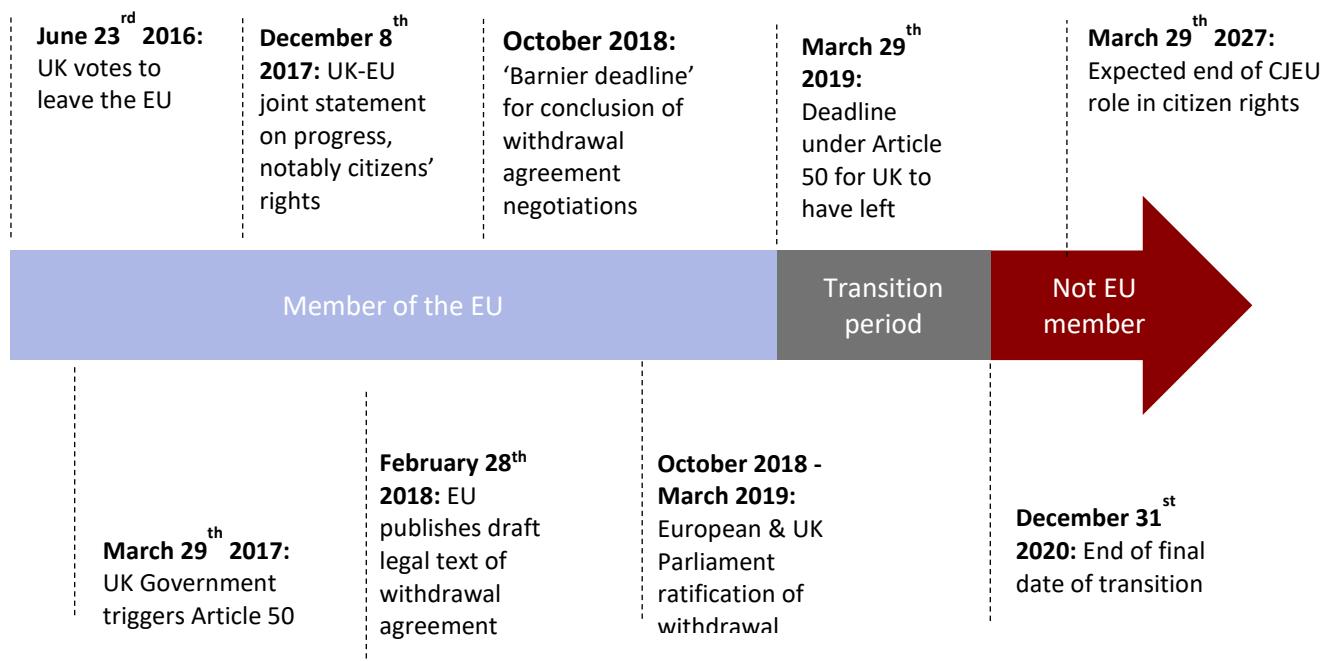 June 23rd 2016:
UK votes to
leave the EU
December 8th
2017: UK-EU
joint statement
on progress,
notably citizens’
rights
October 2018:
‘Barnier deadline’
for conclusion of
withdrawal
agreement
negotiations
March 29th
2019:
Deadline
under Article
50 for UK to
have left
March 29th 2027:
Expected end of CJEU
role in citizen rights
Member of the EU
Transition
period
Not EU
member
March 29th 2017:
UK Government
triggers Article 50
February 28th
2018: EU
publishes draft
legal text of
withdrawal
agreement
October 2018 -
March 2019:
European & UK
Parliament
ratification of
withdrawal
December 31st
2020: End of final
date of transition